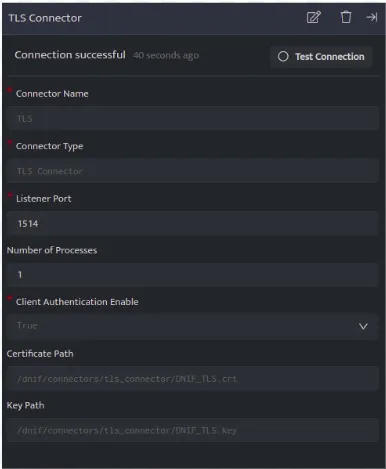 TLS Connector
Connection successful 40 seconds ago Test Connection
* Connector Name
TLS
* Connector Type
TLS Connector
* Listener Port
1514
Number of Processes
1
* Client Authentication Enable
True
Certificate Path
/dnif/connectors/tls_connector/DNIF_TLS.crt
Key Path
/dnif/connectors/tls_connector/DNIF_TLS.key